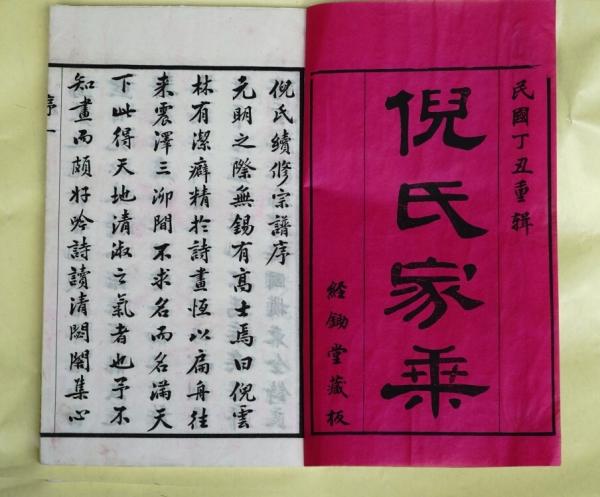 民國丁丑重輯
倪氏家乘
經鋤堂藏板
倪氏續修宗譜序
元明之際無錫有高士焉曰倪雲
林有潔癖精於詩畫恆以扁舟往
來震澤三泖間不求名而名滿天
下此得天地清淑之氣者也予不
知畫而頗好吟詩讀清閟閣集心
序一